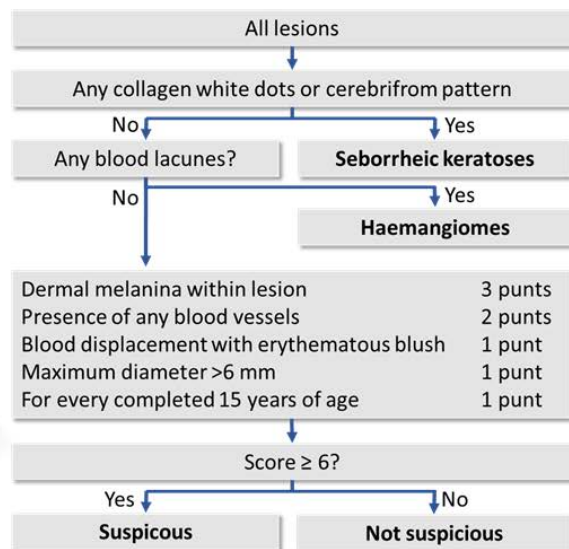 All lesions
Any collagen white dots or cerebrifrom pattern
No Yes
Any blood lacunes? Seborrheic keratoses
No Yes
Haemangiomes
Dermal melanina within lesion 3 punts
Presence of any blood vessels 2 punts
Blood displacement with erythematous blush 1 punt
Maximum diameter >6 mm 1 punt
For every completed 15 years of age 1 punt
Score ≥ 6?
Yes No
Suspicous Not suspicious